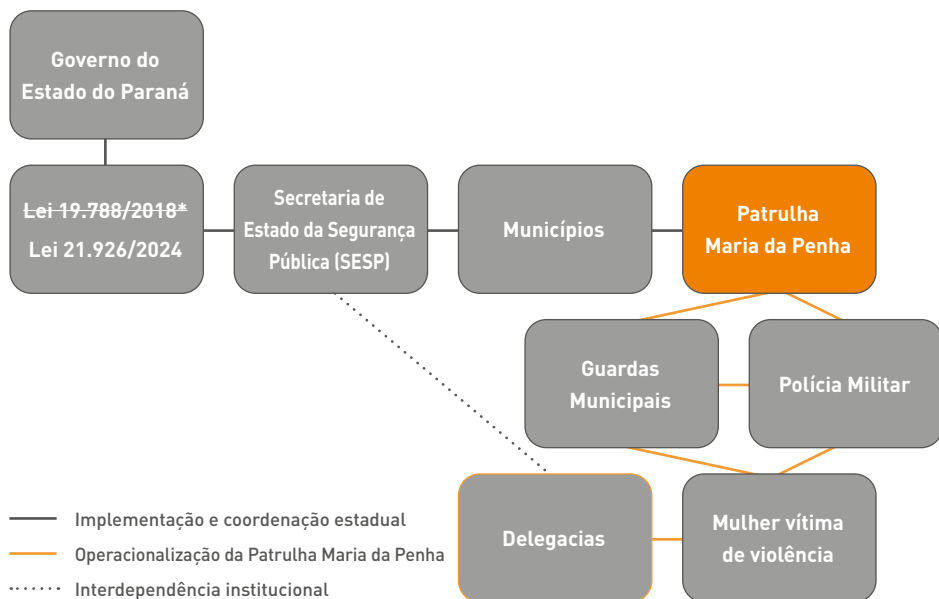 Governo do
Estado do Paraná
Lei 19.788/2018*
Lei 21.926/2024
Secretaria de
Estado da Segurança
Pública (SESP)
Municípios
Patrulha
Maria da Penha
Guardas
Municipais
Polícia Militar
Delegacias
Mulher vítima
de violência
Implementação e coordenação estadual
Operacionalização da Patrulha Maria da Penha
Interdependência institucional